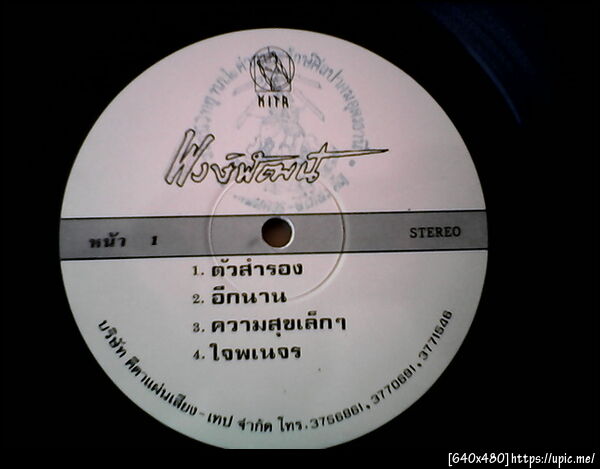 KITA
พงษ์พัฒน์
หน้า 1
STEREO
1. ตัวสำรอง
2. อีกนาน
3. ความสุขเล็กๆ
4. ใจพเนจร
บริษัท คีตาแผ่นเสียง - เทป จำกัด โทร. 3756861, 3770691, 3771546
[640x480]https://upic.me/